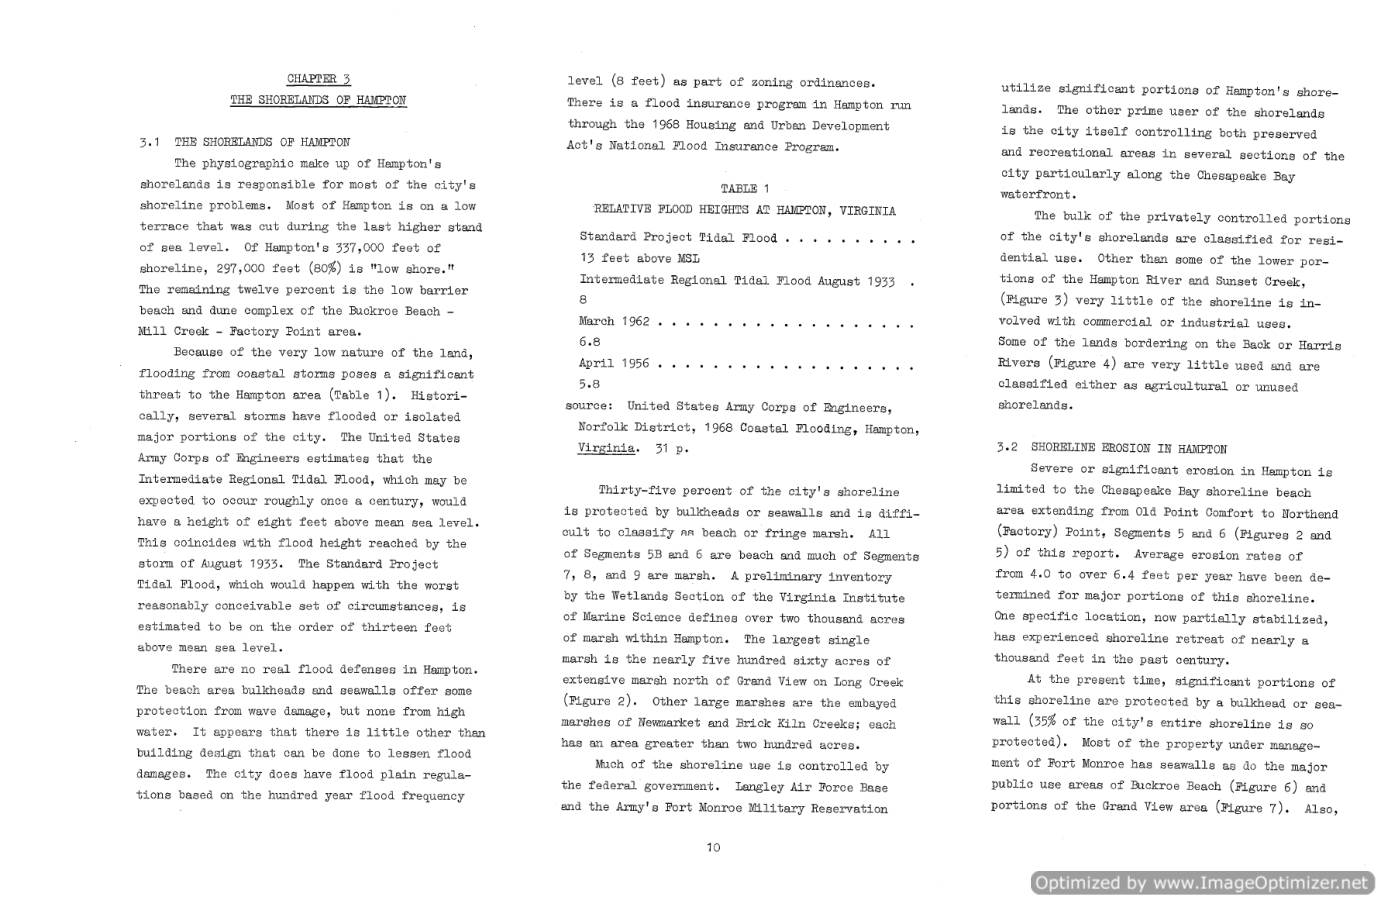 CHAPTER 3
THE SHORELANDS OF HAMPTON
3.1 THE SHORELANDS OF HAMPTON
The physiographic make up of Hampton's
shorelands is responsible for most of the city's
shoreline problems. Most of Hampton is on a low
terrace that was cut during the last higher stand
of sea level. Of Hampton's 337,000 feet of
shoreline, 297,000 feet (80%) is "low shore."
The remaining twelve percent is the low barrier
beach and dune complex of the Buckroe Beach -
Mill Creek - Factory Point area.
Because of the very low nature of the land,
flooding from coastal storms poses a significant
threat to the Hampton area (Table 1). Histori-
cally, several storms have flooded or isolated
major portions of the city. The United States
Army Corps of Engineers estimates that the
Intermediate Regional Tidal Flood, which may be
expected to occur roughly once a century, would
have a height of eight feet above mean sea level.
This coincides with flood height reached by the
storm of August 1933. The Standard Project
Tidal Flood, which would happen with the worst
reasonably conceivable set of circumstances, is
estimated to be on the order of thirteen feet
above mean sea level.
There are no real flood defenses in Hampton.
The beach area bulkheads and seawalls offer some
protection from wave damage, but none from high
water. It appears that there is little other than
building design that can be done to lessen flood
damages. The city does have flood plain regula-
tions based on the hundred year flood frequency
level (8 feet) as part of zoning ordinances.
There is a flood insurance program in Hampton run
through the 1968 Housing and Urban Development
Act's National Flood Insurance Program.
TABLE 1
RELATIVE FLOOD HEIGHTS AT HAMPTON, VIRGINIA
Standard Project Tidal Flood . . . . . . . . . .
13 feet above MSL
Intermediate Regional Tidal Flood August 1933 .
8
March 1962 . . . . . . . . . . . . . . . . . . .
6.8
April 1956 . . . . . . . . . . . . . . . . . . .
5.8
source: United States Army Corps of Engineers,
Norfolk District, 1968 Coastal Flooding, Hampton,
Virginia. 31 p.
Thirty-five percent of the city's shoreline
is protected by bulkheads or seawalls and is diffi-
cult to classify as beach or fringe marsh. All
of Segments 5B and 6 are beach and much of Segments
7, 8, and 9 are marsh. A preliminary inventory
by the Wetlands Section of the Virginia Institute
of Marine Science defines over two thousand acres
of marsh within Hampton. The largest single
marsh is the nearly five hundred sixty acres of
extensive marsh north of Grand View on Long Creek
(Figure 2). Other large marshes are the embayed
marshes of Newmarket and Brick Kiln Creeks; each
has an area greater than two hundred acres.
Much of the shoreline use is controlled by
the federal government. Langley Air Force Base
and the Army's Fort Monroe Military Reservation
utilize significant portions of Hampton's shore-
lands. The other prime user of the shorelands
is the city itself controlling both preserved
and recreational areas in several sections of the
city particularly along the Chesapeake Bay
waterfront.
The bulk of the privately controlled portions
of the city's shorelands are classified for resi-
dential use. Other than some of the lower por-
tions of the Hampton River and Sunset Creek,
(Figure 3) very little of the shoreline is in-
volved with commercial or industrial uses.
Some of the lands bordering on the Back or Harris
Rivers (Figure 4) are very little used and are
classified either as agricultural or unused
shorelands.
3.2 SHORELINE EROSION IN HAMPTON
Severe or significant erosion in Hampton is
limited to the Chesapeake Bay shoreline beach
area extending from Old Point Comfort to Northend
(Factory) Point, Segments 5 and 6 (Figures 2 and
5) of this report. Average erosion rates of
from 4.0 to over 6.4 feet per year have been de-
termined for major portions of this shoreline.
One specific location, now partially stabilized,
has experienced shoreline retreat of nearly a
thousand feet in the past century.
At the present time, significant portions of
this shoreline are protected by a bulkhead or sea-
wall (35% of the city's entire shoreline is so
protected). Most of the property under manage-
ment of Fort Monroe has seawalls as do the major
public use areas of Buckroe Beach (Figure 6) and
portions of the Grand View area (Figure 7). Also,
10
Optimized by www.ImageOptimizer.net